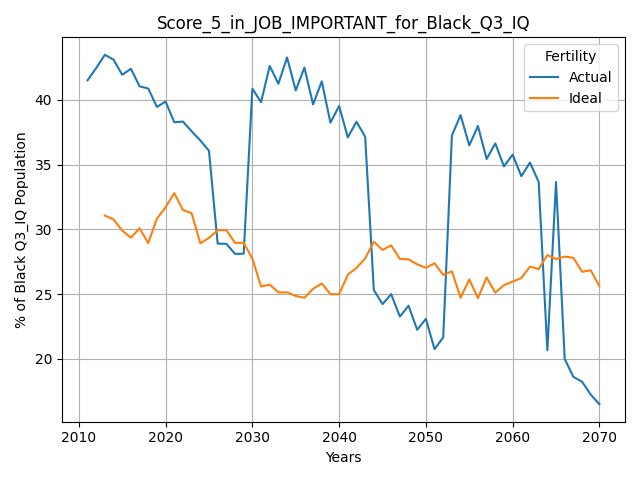 Score_5_in_JOB_IMPORTANT_for_Black_Q3_IQ
Fertility
Actual
Ideal
% of Black Q3_IQ Population
40
35
30
25
20
2010 2020 2030 2040 2050 2060 2070
Years